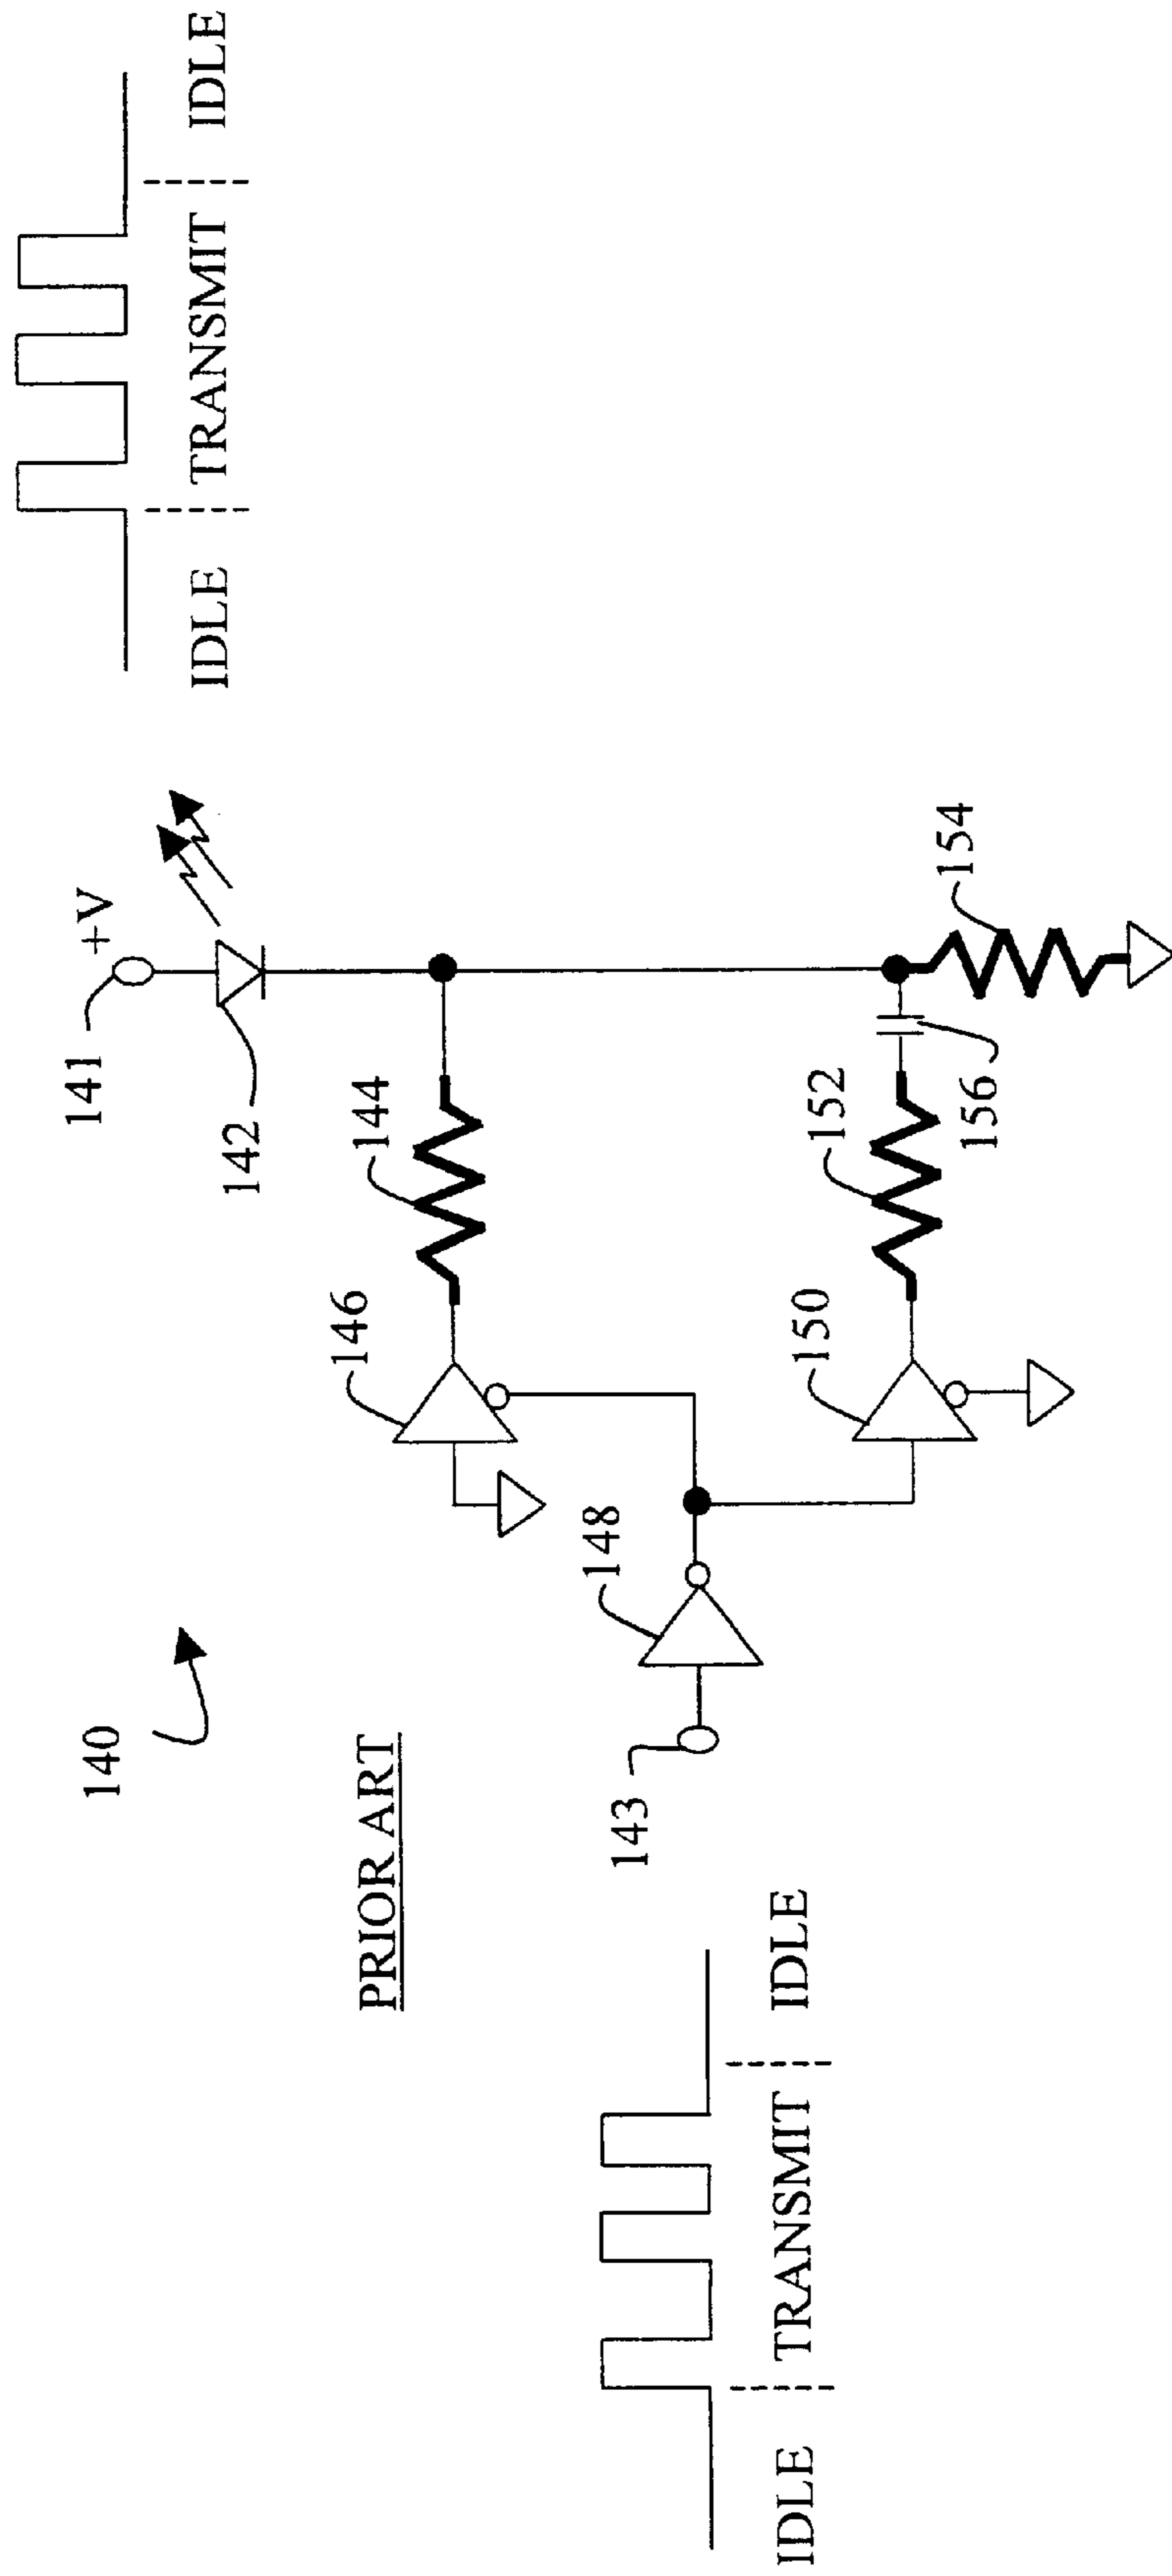 140
PRIOR ART
141
+V
142
144
146
148
143
150
152
156
154
IDLE
TRANSMIT
IDLE
IDLE
TRANSMIT
IDLE